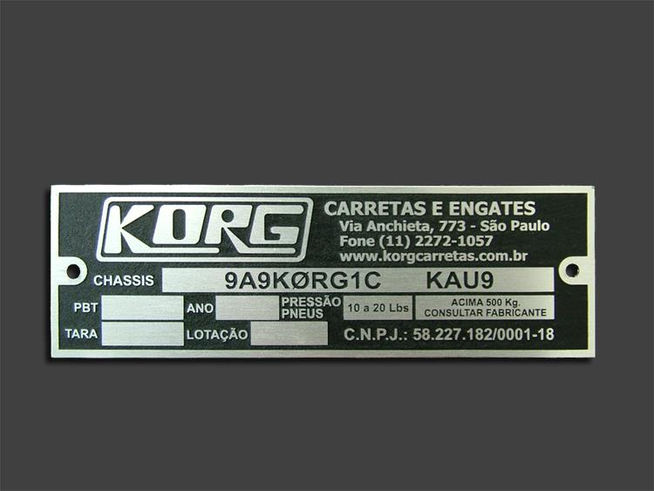 KORG
CARRETAS E ENGATES
Via Anchieta, 773 - São Paulo
Fone (11) 2272-1057
www.korgcarretas.com.br
CHASSIS 9A9KØRG1C KAU9
PBT ANO PRESSÃO PNEUS 10 a 20 Lbs ACIMA 500 Kg. CONSULTAR FABRICANTE
TARA LOTAÇÃO C.N.P.J.: 58.227.182/0001-18